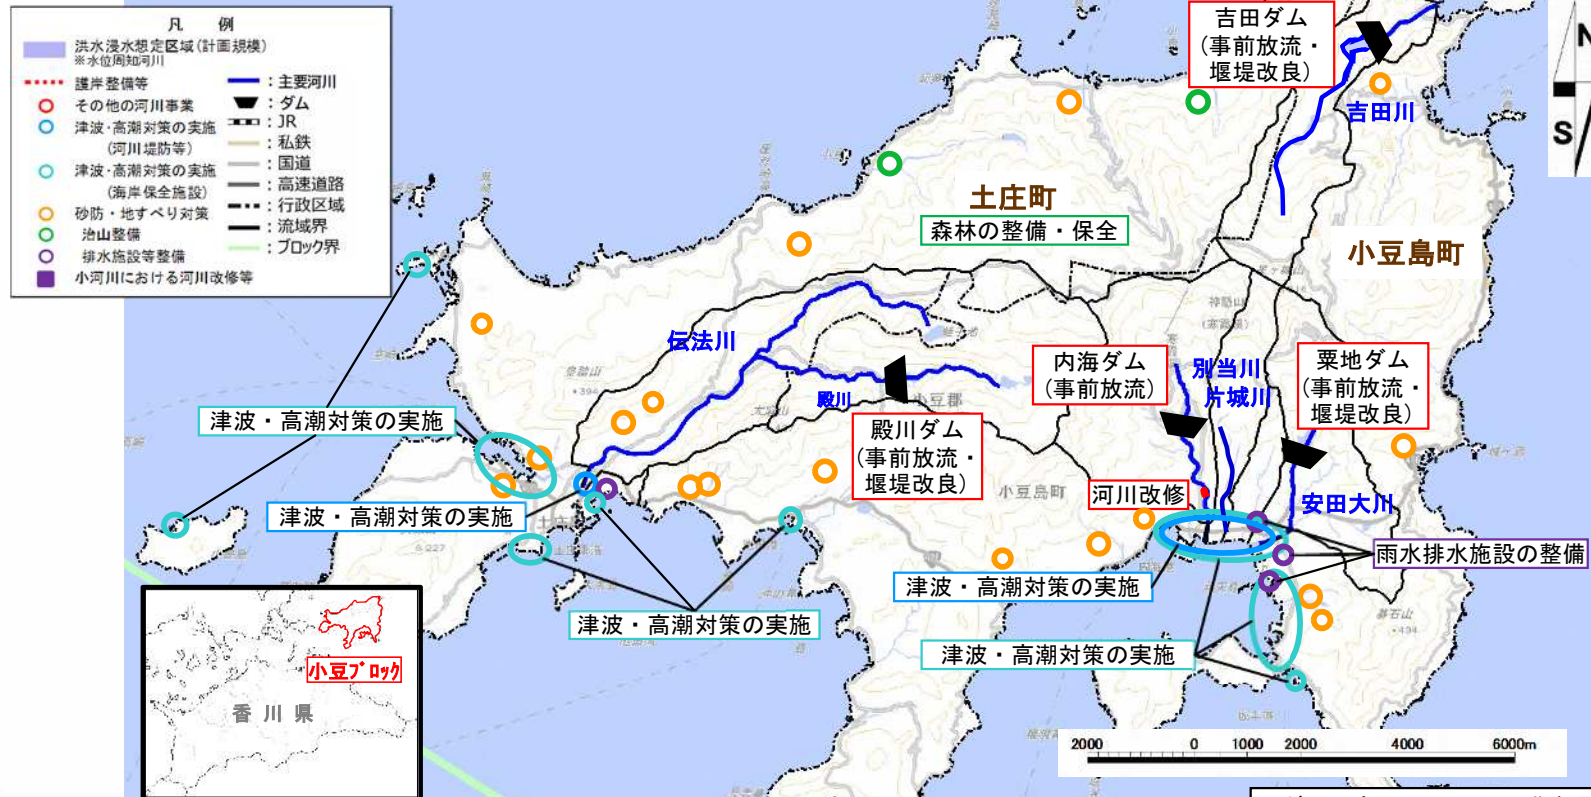 凡 例
洪水浸水想定区域(計画規模)
※水位周知河川
護岸整備等
その他の河川事業
津波・高潮対策の実施
(河川堤防等)
津波・高潮対策の実施
(海岸保全施設)
砂防・地すべり対策
治山整備
排水施設等整備
小河川における河川改修等
：主要河川
：ダム
：JR
：私鉄
：国道
：高速道路
：行政区域
：流域界
：ブロック界
吉田ダム
(事前放流・
堰堤改良)
N
S
吉田川
土庄町
森林の整備・保全
小豆島町
伝法川
殿川
小豆郡
殿川ダム
(事前放流・
堰堤改良)
内海ダム
(事前放流)
別当川
片城川
粟地ダム
(事前放流・
堰堤改良)
安田大川
河川改修
小豆島町
津波・高潮対策の実施
津波・高潮対策の実施
津波・高潮対策の実施
津波・高潮対策の実施
津波・高潮対策の実施
雨水排水施設の整備
小豆ブロック
香川県
2000 0 1000 2000 4000 6000m